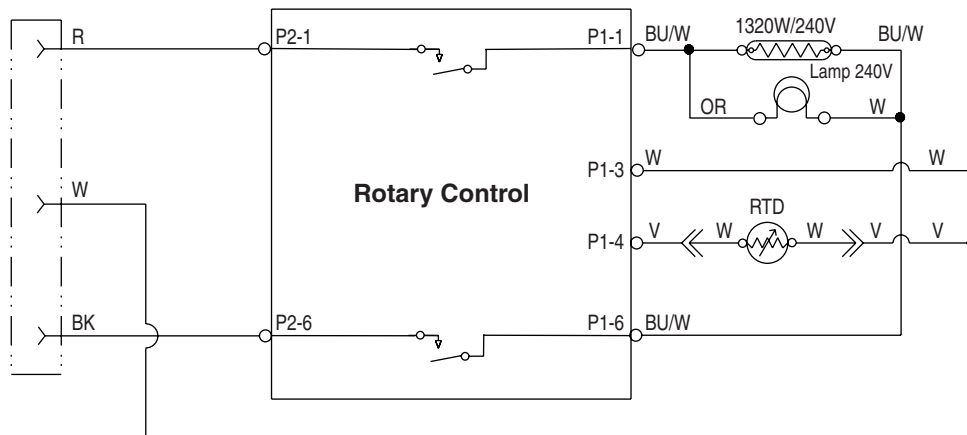 R P2-1 P1-1 BU/W 1320W/240V BU/W
Lamp 240V
OR W
P1-3 W W
W
Rotary Control
RTD
P1-4 V W W V V
BK P2-6 P1-6 BU/W